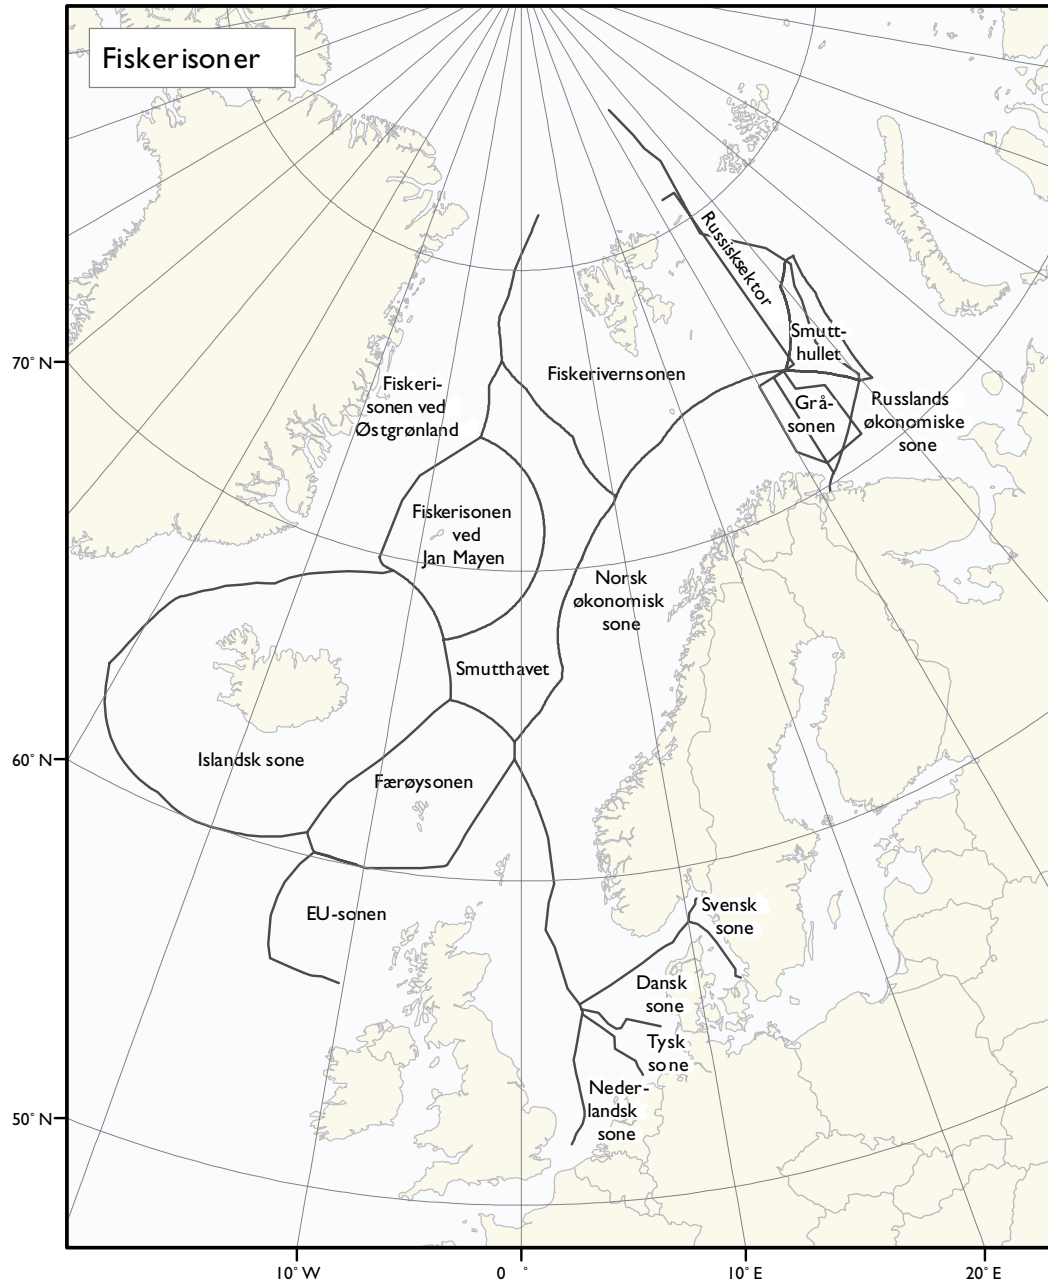 Fiskerisoner
Russisksektor
Smutt-
hullet
70° N
Fiskerivernsonen
Fiskeri-
sonen ved
Østgrønland
Grå-
sonen
Russlands
økonomiske
sone
Fiskerisonen
ved
Jan Mayen
Norsk
økonomisk
sone
Smutthavet
60° N
Islandsk sone
Færøysonen
EU-sonen
Svensk
sone
Dansk
sone
Tysk
sone
Neder-
landsk
sone
50° N
10° W
0 °
10° E
20° E